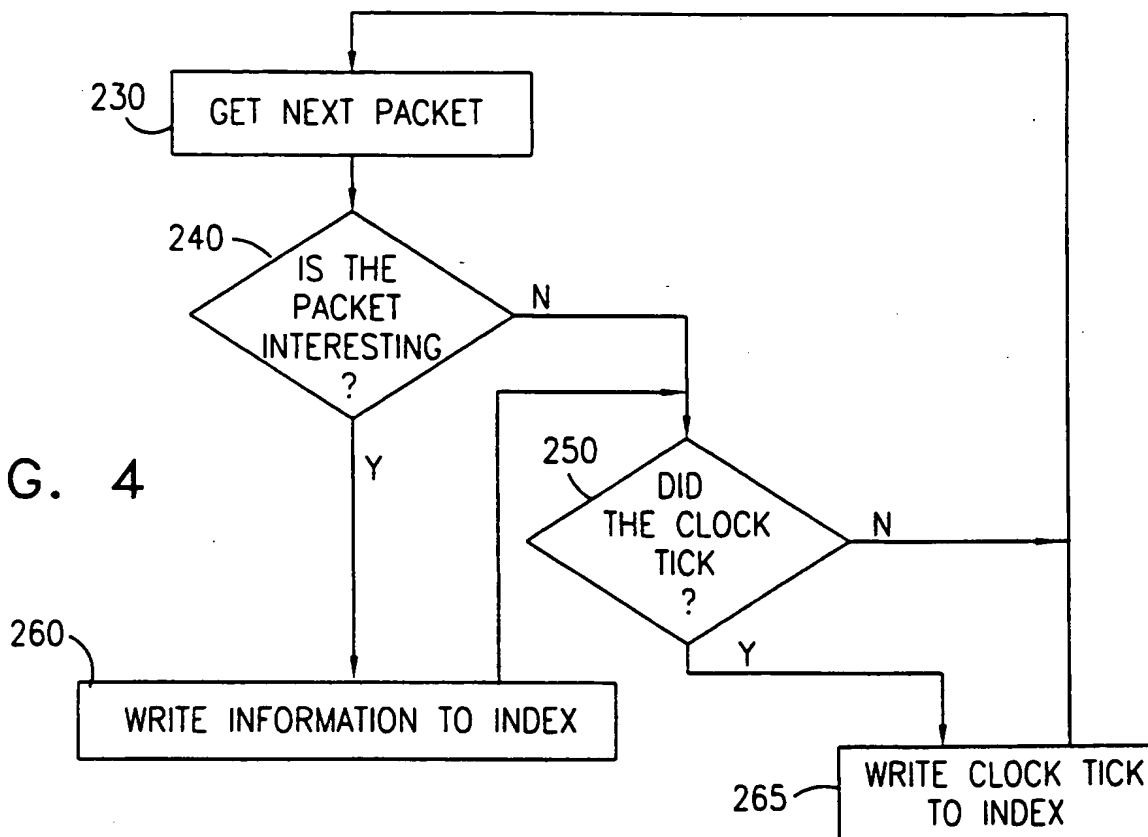 230
GET NEXT PACKET
240
IS THE
PACKET
INTERESTING
?
N
Y
G. 4
250
DID
THE CLOCK
TICK
?
N
Y
260
WRITE INFORMATION TO INDEX
265
WRITE CLOCK TICK
TO INDEX